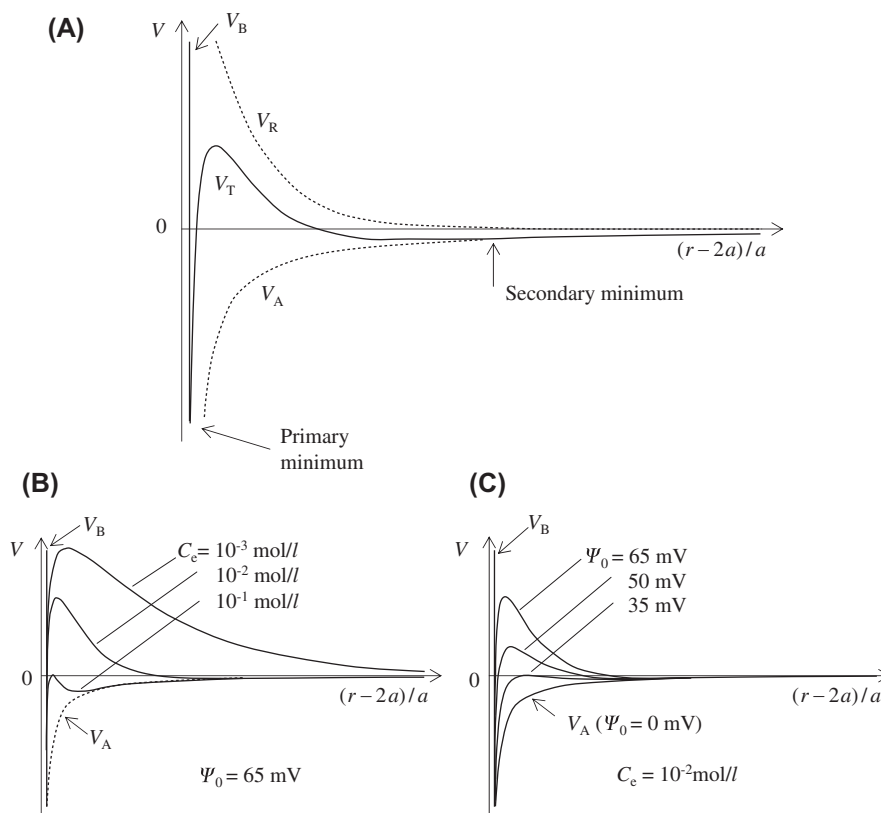 (A)
V
V_B
V_R
V_T
0
(r – 2a) / a
V_A
Secondary minimum
Primary
minimum
(B)
V_B
V
C_e = 10^-3 mol/l
10^-2 mol/l
10^-1 mol/l
0
(r – 2a) / a
V_A
Ψ_0 = 65 mV
(C)
V_B
V
Ψ_0 = 65 mV
50 mV
35 mV
0
(r – 2a) / a
V_A (Ψ_0 = 0 mV)
C_e = 10^-2 mol/l